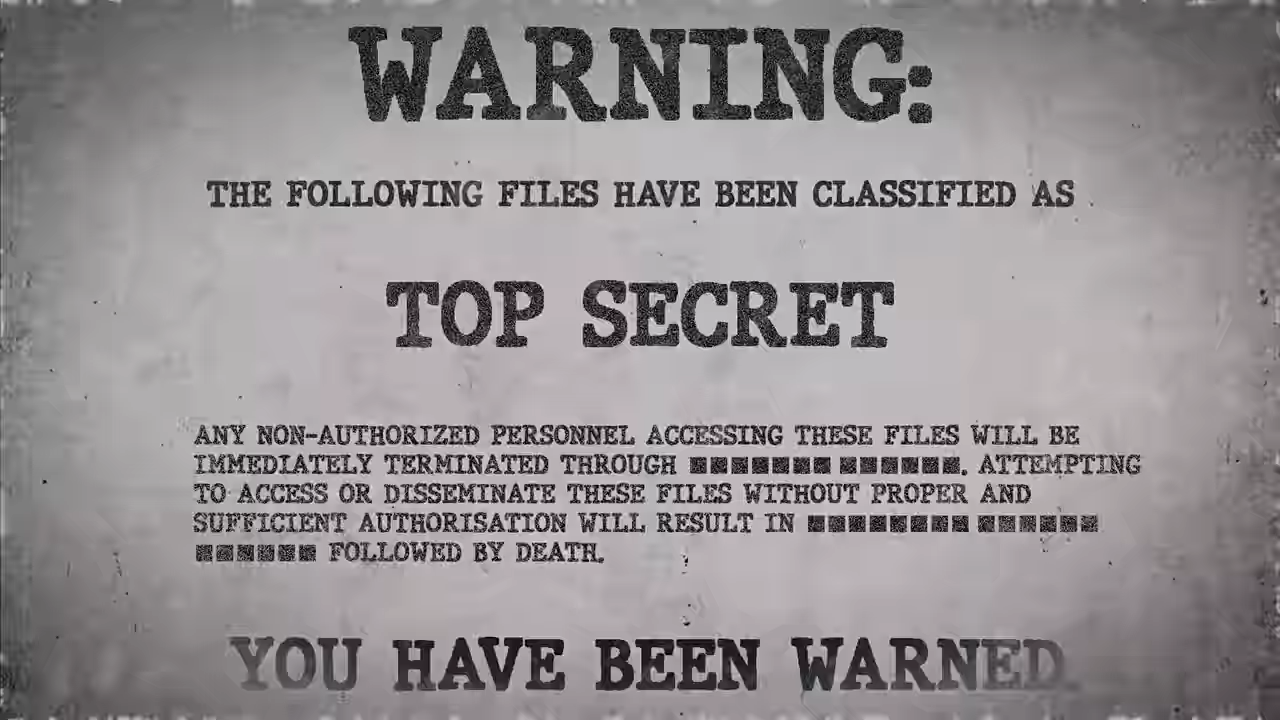 WARNING:
THE FOLLOWING FILES HAVE BEEN CLASSIFIED AS
TOP SECRET
ANY NON-AUTHORIZED PERSONNEL ACCESSING THESE FILES WILL BE
IMMEDIATELY TERMINATED THROUGH ■■■■■■■ ■■■■■■. ATTEMPTING
TO ACCESS OR DISSEMINATE THESE FILES WITHOUT PROPER AND
SUFFICIENT AUTHORISATION WILL RESULT IN ■■■■■■■■ ■■■■■■
■■■■■■ FOLLOWED BY DEATH.
YOU HAVE BEEN WARNED.